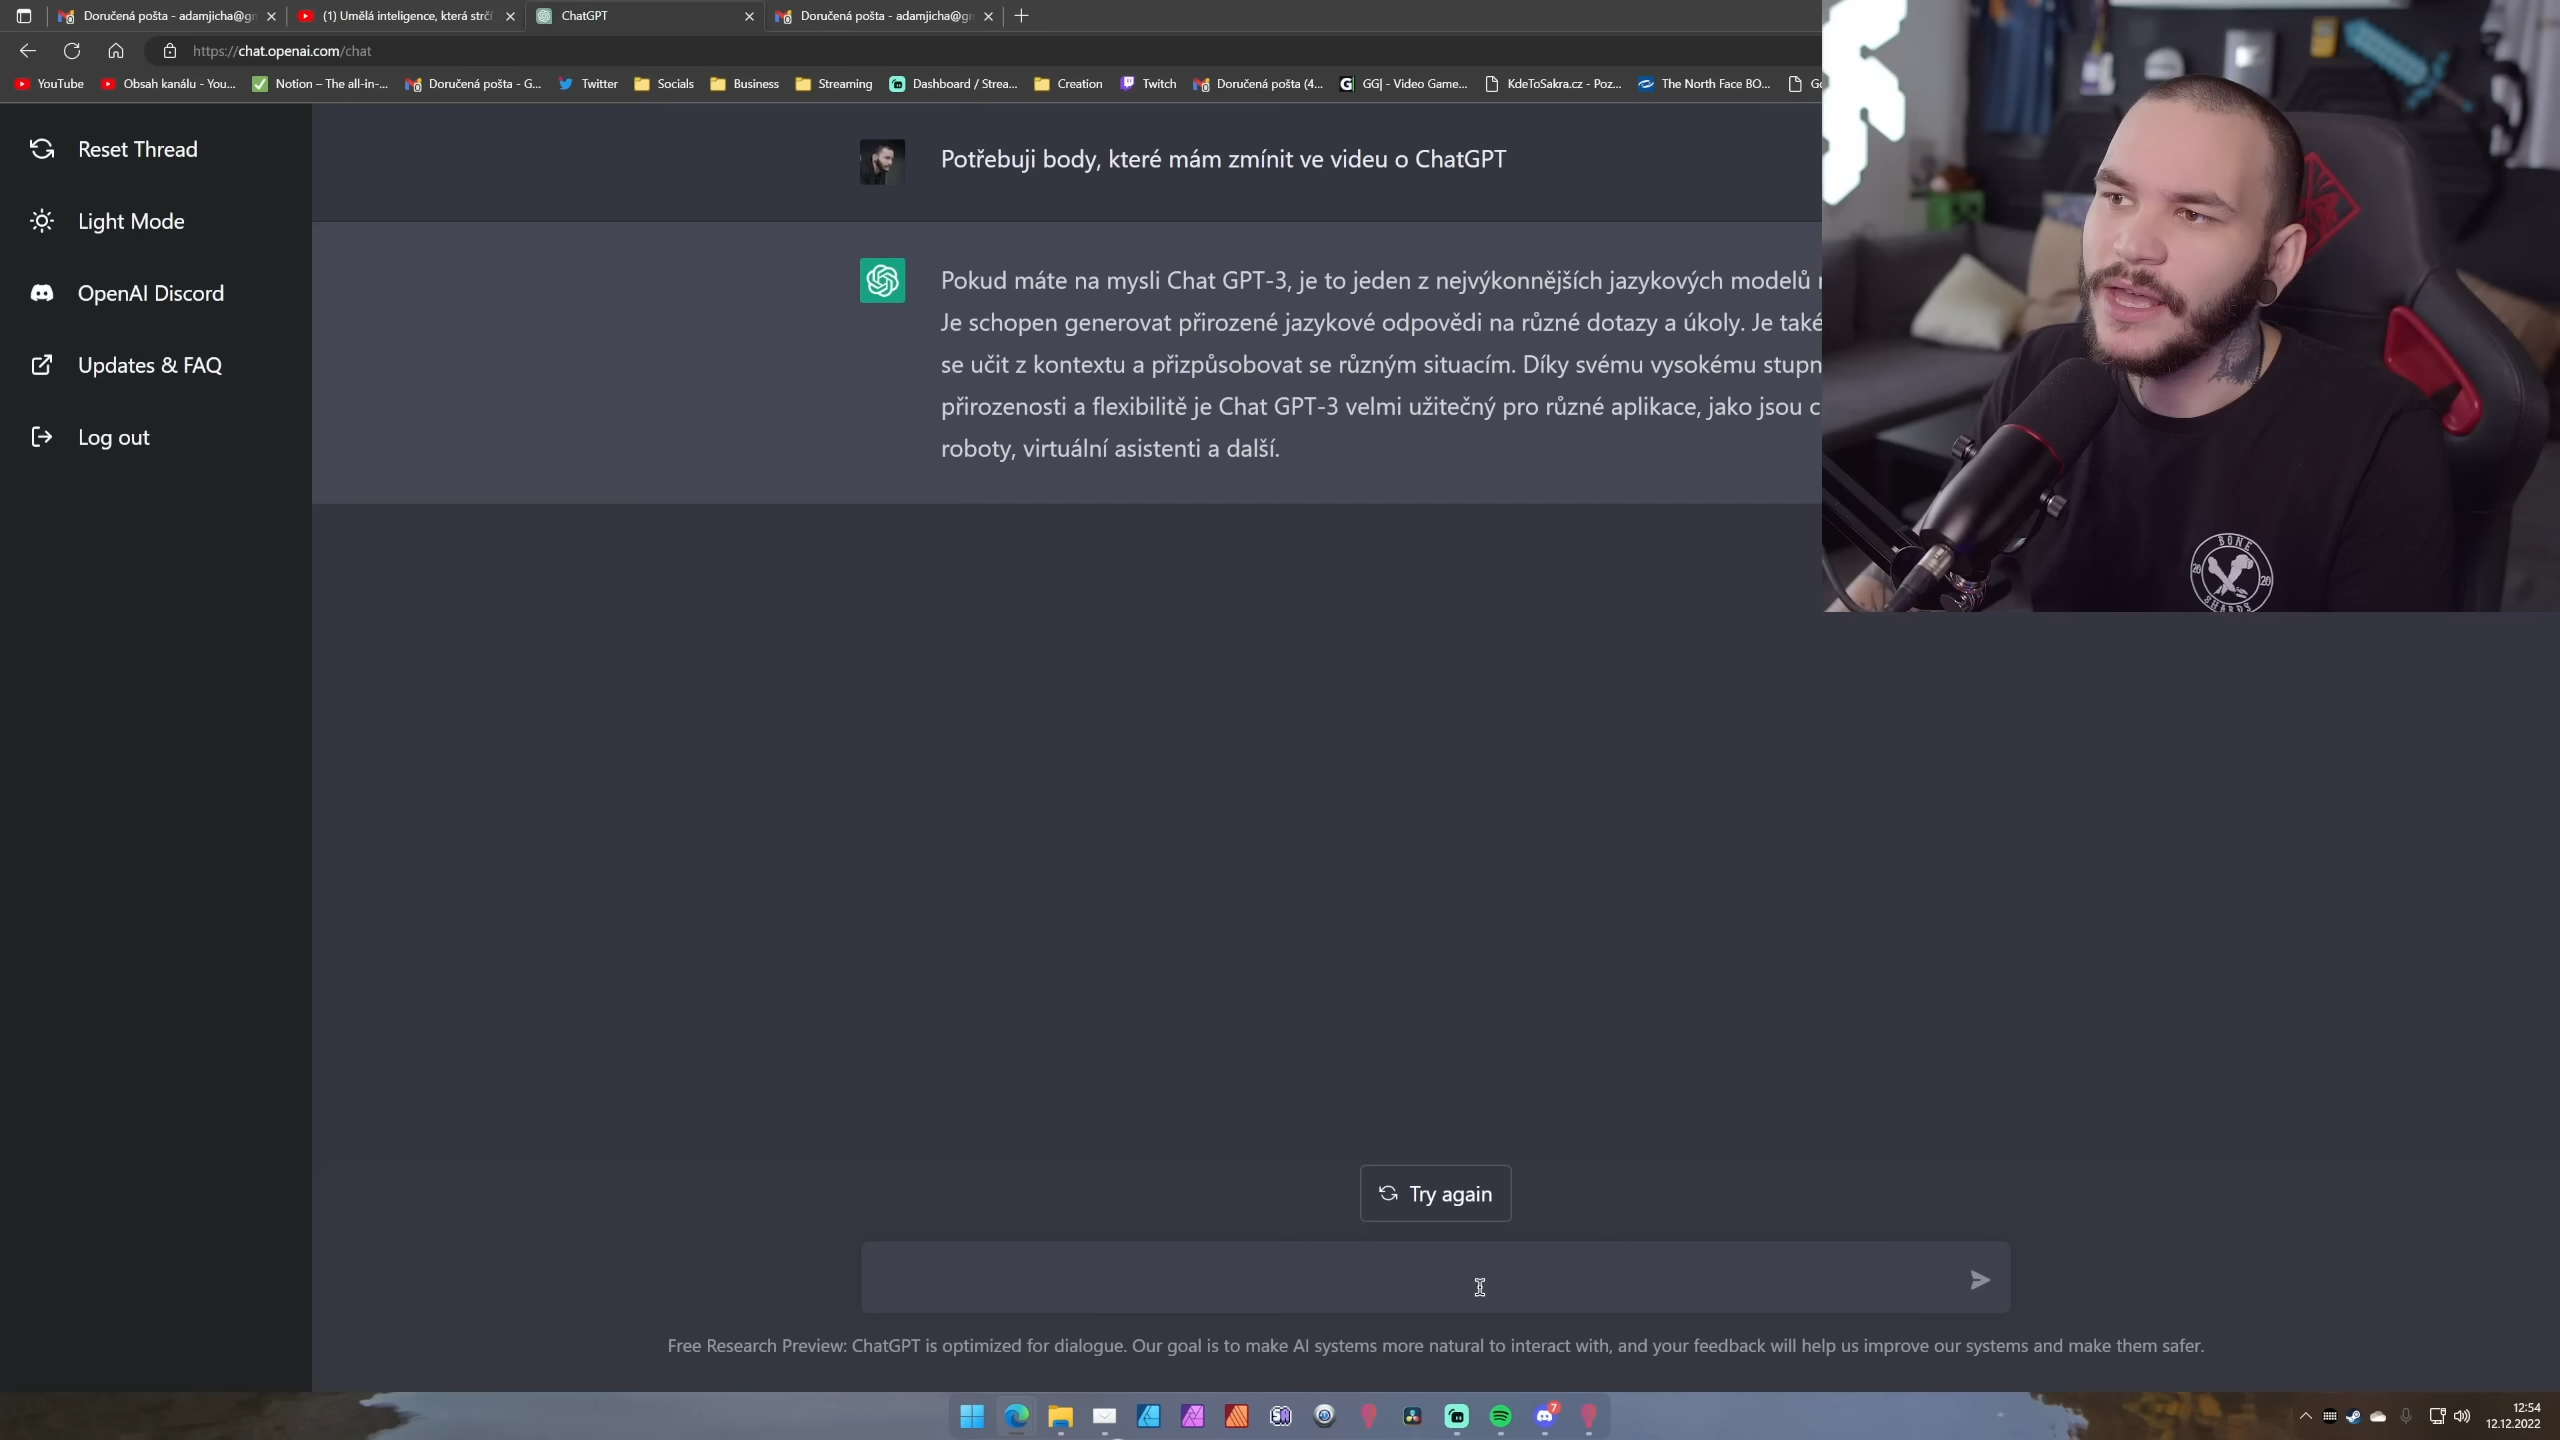 Doručená pošta - adamjicha@gm
(1) Umělá inteligence, která strčí
ChatGPT
Doručená pošta - adamjicha@gm
https://chat.openai.com/chat
YouTube
Obsah kanálu - You...
Notion – The all-in-...
Doručená pošta - G...
Twitter
Socials
Business
Streaming
Dashboard / Strea...
Creation
Twitch
Doručená pošta (4...
GG| - Video Game...
KdeToSakra.cz - Poz...
The North Face BO...
Reset Thread
Light Mode
OpenAI Discord
Updates & FAQ
Log out
Potřebuji body, které mám zmínit ve videu o ChatGPT
Pokud máte na mysli Chat GPT-3, je to jeden z nejvýkonnějších jazykových modelů
Je schopen generovat přirozené jazykové odpovědi na různé dotazy a úkoly. Je také
se učit z kontextu a přizpůsobovat se různým situacím. Díky svému vysokému stupn
přirozenosti a flexibilitě je Chat GPT-3 velmi užitečný pro různé aplikace, jako jsou c
roboty, virtuální asistenti a další.
BONE
20 20
SHARDS
Try again
Free Research Preview: ChatGPT is optimized for dialogue. Our goal is to make AI systems more natural to interact with, and your feedback will help us improve our systems and make them safer.
7
12:54
12.12.2022